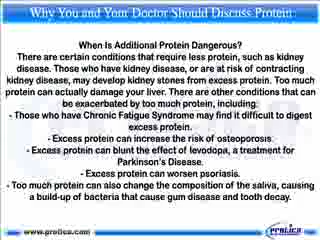 Why You and Your Doctor Should Discuss Protein
When Is Additional Protein Dangerous?
There are certain conditions that require less protein, such as kidney
disease. Those who have kidney disease, or are at risk of contracting
kidney disease, may develop kidney stones from excess protein. Too much
protein can actually damage your liver. There are other conditions that can
be exacerbated by too much protein, including:
- Those who have Chronic Fatigue Syndrome may find it difficult to digest
excess protein.
- Excess protein can increase the risk of osteoporosis.
- Excess protein can blunt the effect of levodopa, a treatment for
Parkinson's Disease.
- Excess protein can worsen psoriasis.
- Too much protein can also change the composition of the saliva, causing
a build-up of bacteria that cause gum disease and tooth decay.
www.protica.com
protica